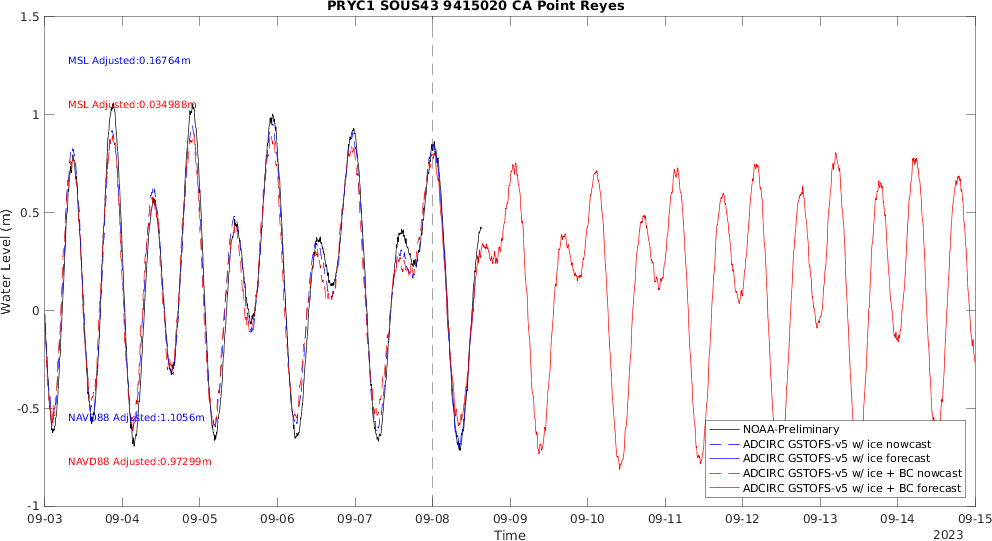 PRYC1 SOUS43 9415020 CA Point Reyes
1.5
MSL Adjusted:0.16764m
MSL Adjusted:0.034988m
1
0.5
Water Level (m)
0
-0.5
NAVD88 Adjusted:1.1056m
NAVD88 Adjusted:0.97299m
NOAA-Preliminary
ADCIRC GSTOFS-v5 w/ ice nowcast
ADCIRC GSTOFS-v5 w/ ice forecast
ADCIRC GSTOFS-v5 w/ ice + BC nowcast
ADCIRC GSTOFS-v5 w/ ice + BC forecast
-1
09-03 09-04 09-05 09-06 09-07 09-08 09-09 09-10 09-11 09-12 09-13 09-14 09-15
Time
2023